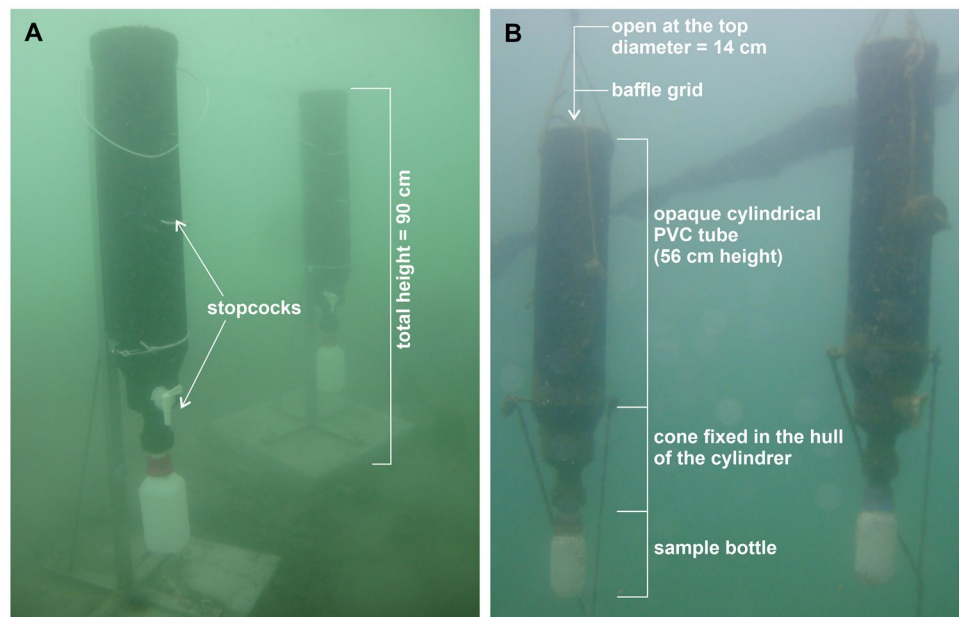 A
stopcocks
total height = 90 cm
B
open at the top
diameter = 14 cm
baffle grid
opaque cylindrical
PVC tube
(56 cm height)
cone fixed in the hull
of the cylindrer
sample bottle